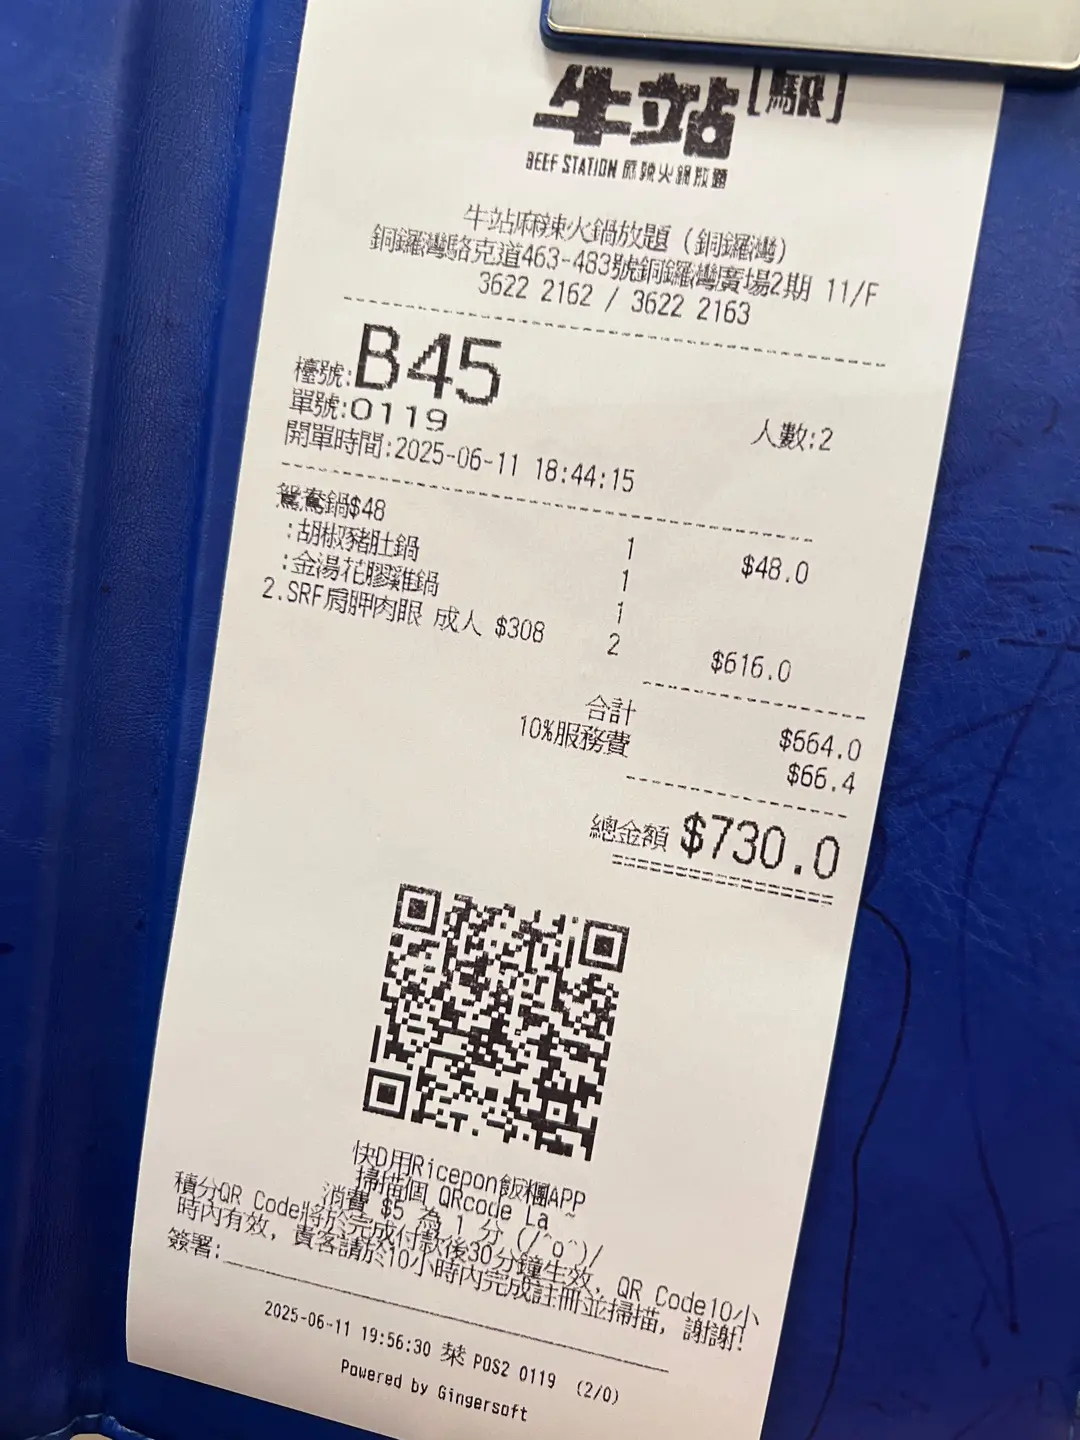 牛站[駅]
BEEF STATION 麻辣火鍋放題
牛站麻辣火鍋放題 (銅鑼灣)
銅鑼灣駱克道463-483號銅鑼灣廣場2期 11/F
3622 2162 / 3622 2163
檯號:B45
單號:0119 人數:2
開單時間:2025-06-11 18:44:15
鴛鴦鍋$48 1 $48.0
:胡椒豬肚鍋 1
:金湯花膠雞鍋 1
2.SRF肩胛肉眼 成人 $308 2 $616.0
合計 $664.0
10%服務費 $66.4
總金額 $730.0
快D用Ricepon飯糰APP
掃描個 QRcode La ~
消費 $5 為 1 分 (/^o^)/
積分QR Code將於完成付款後30分鐘生效, QR Code10小
時內有效, 貴客請於10小時內完成註冊並掃描, 謝謝!
簽署:
2025-06-11 19:56:30 棻 POS2 0119 (2/0)
Powered by Gingersoft